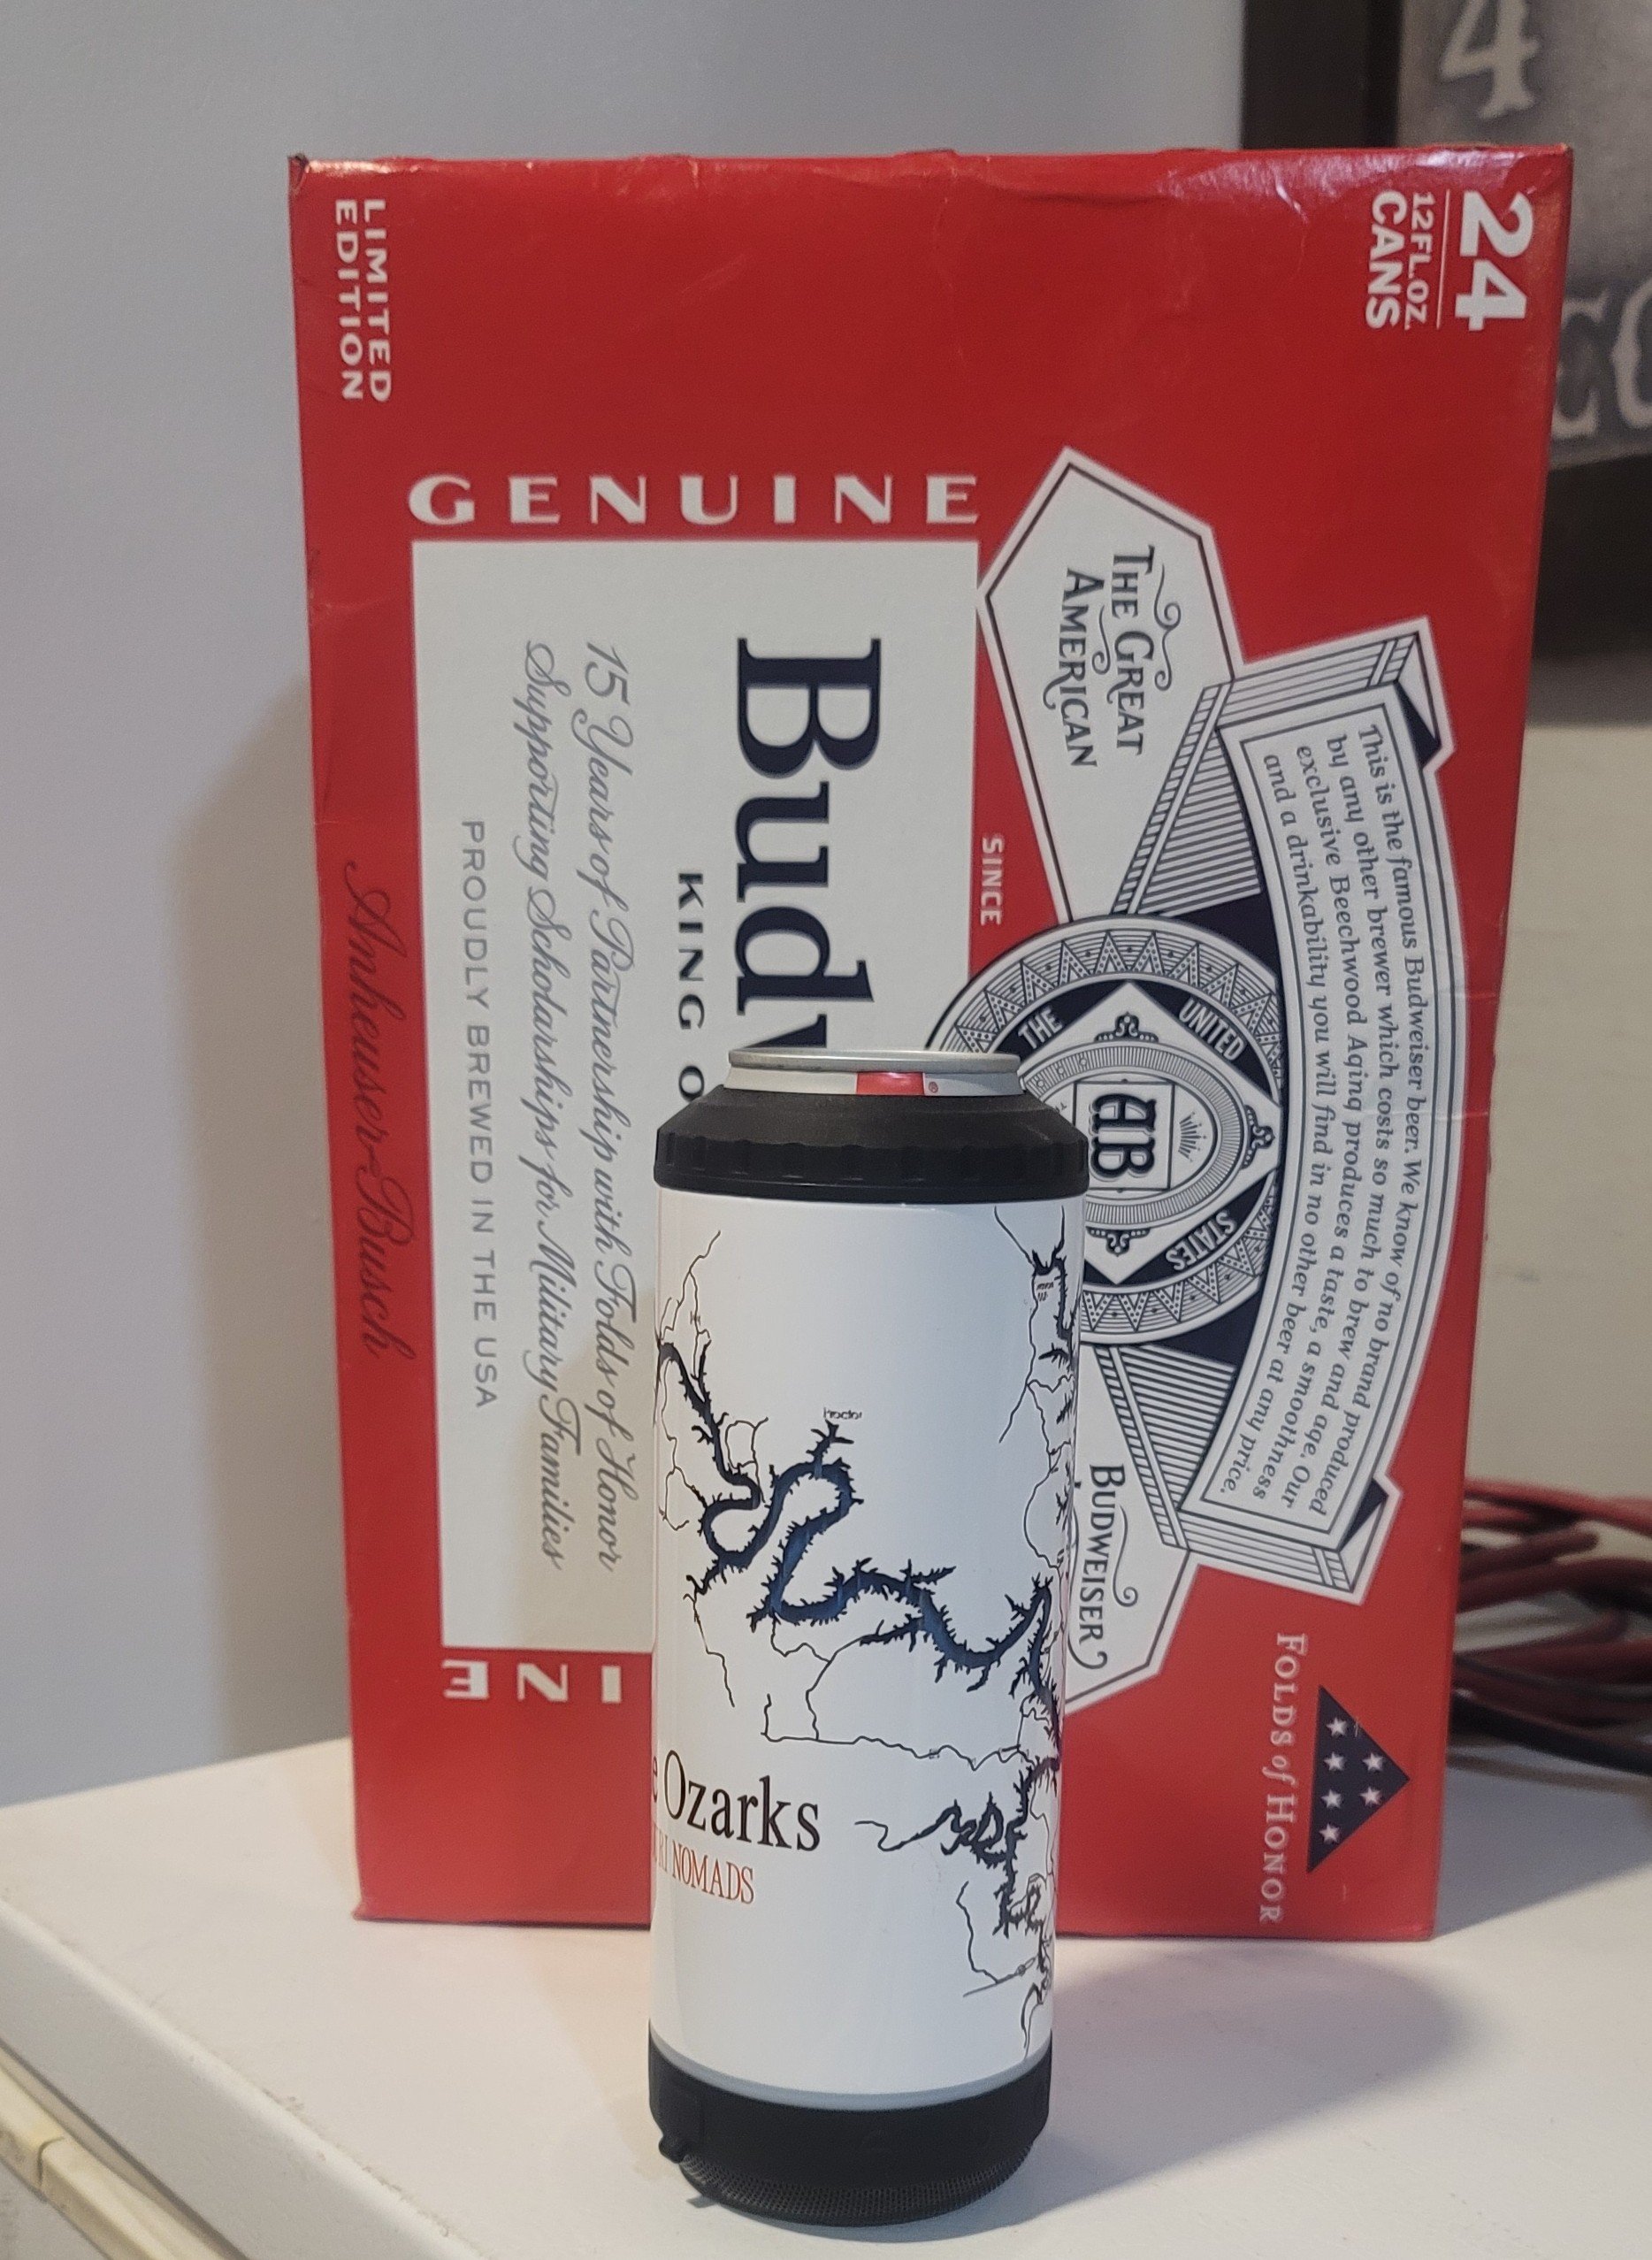 4
CO
24
12 FL. OZ.
CANS
LIMITED
EDITION
GENUINE
THE GREAT
AMERICAN
This is the famous Budweiser beer. We know of no brand produced
by any other brewer which costs so much to brew and age. Our
exclusive Beechwood Aging produces a taste, a smoothness
and a drinkability you will find in no other beer at any price.
SINCE
THE UNITED STATES
AB
BUDWEISER
Budw
KING O
15 Years of Partnership with Folds of Honor
Supporting Scholarships for Military Families
PROUDLY BREWED IN THE USA
Anheuser-Busch
INE
FOLDS of HONOR
®
Proctor
e Ozarks
RI NOMADS